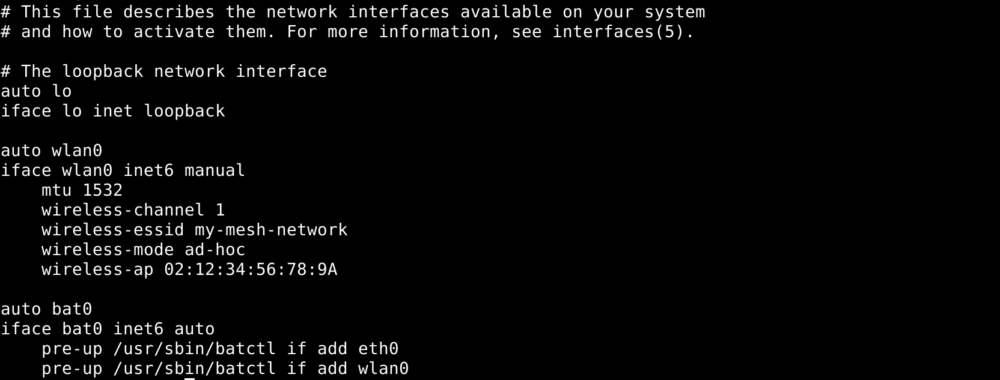 # This file describes the network interfaces available on your system
# and how to activate them. For more information, see interfaces(5).

# The loopback network interface
auto lo
iface lo inet loopback

auto wlan0
iface wlan0 inet6 manual
    mtu 1532
    wireless-channel 1
    wireless-essid my-mesh-network
    wireless-mode ad-hoc
    wireless-ap 02:12:34:56:78:9A

auto bat0
iface bat0 inet6 auto
    pre-up /usr/sbin/batctl if add eth0
    pre-up /usr/sbin/batctl if add wlan0